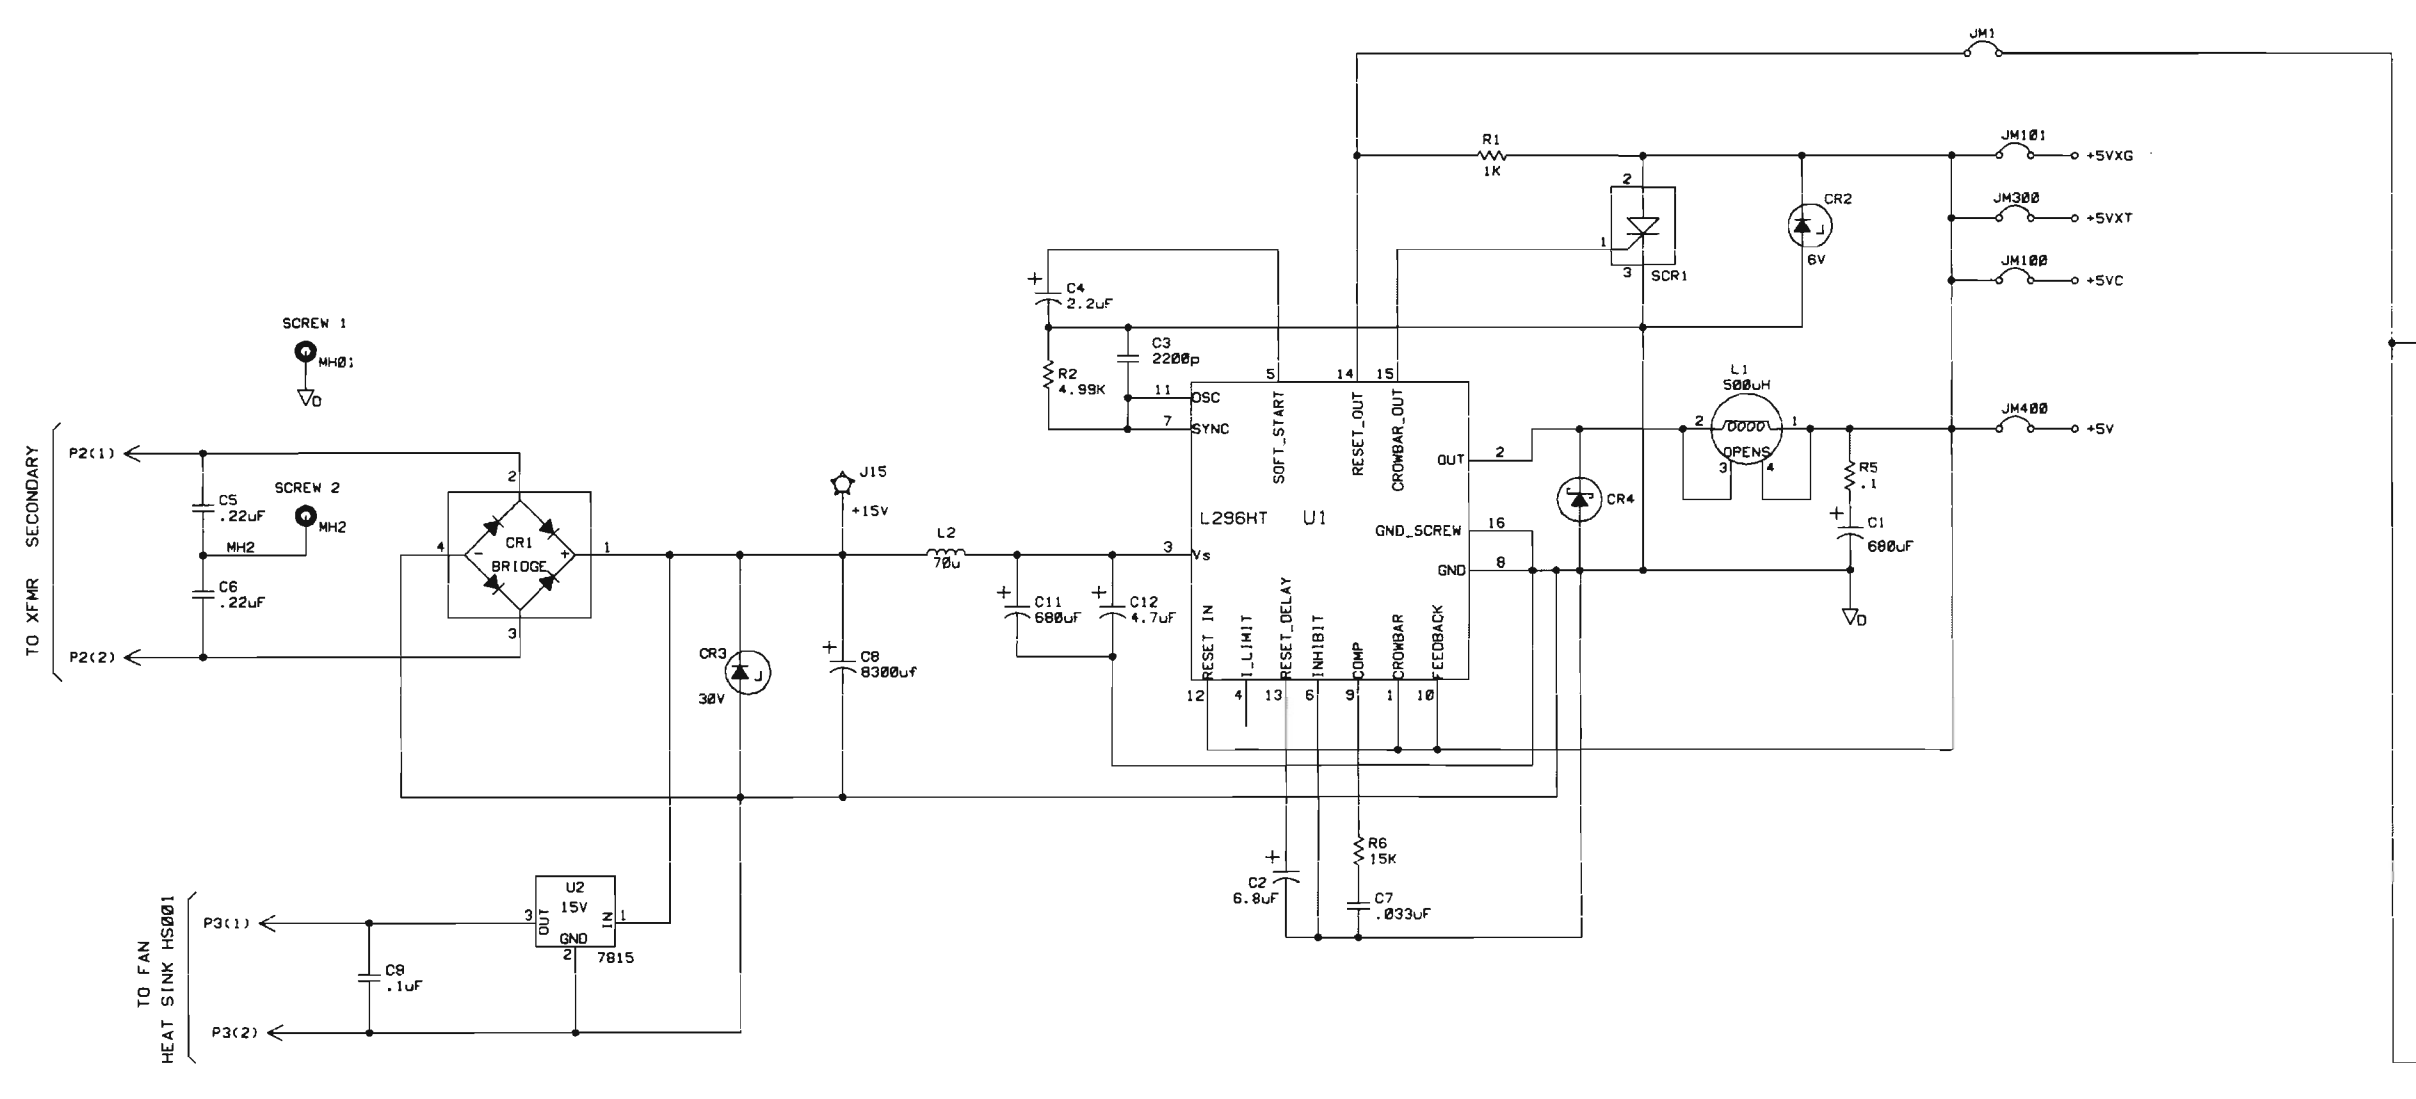 JM1
R1
1K
JM101
+5VXG
2
CR2
JM300
+5VXT
1
6V
3
SCR1
JM100
+5VC
+
C4
2.2uF
SCREW 1
MH01
D
C3
2200p
R2
4.99K
5
14
15
11
OSC
7
SYNC
SOFT_START
RESET_OUT
CROWBAR_OUT
L1
500uH
2
1
OPENS
3
4
JM400
+5V
TO XFMR SECONDARY
P2(1)
2
SCREW 2
C5
.22uF
MH2
MH2
C6
.22uF
P2(2)
4
-
CR1
+
1
BRIDGE
3
J15
+15V
L2
70u
3
Vs
L296HT
U1
OUT
2
GND_SCREW
16
GND
8
CR4
R5
.1
+
C1
680uF
D
+
C11
680uF
+
C12
4.7uF
CR3
J
30V
+
C8
8300uf
RESET IN
I_LIMIT
RESET_DELAY
INHIBIT
COMP
CROWBAR
FEEDBACK
12
4
13
6
9
1
10
R6
15K
+
C2
6.8uF
C7
.033uF
TO FAN
HEAT SINK HS001
P3(1)
U2
15V
3
OUT
IN
1
GND
2
7815
C9
.1uF
P3(2)